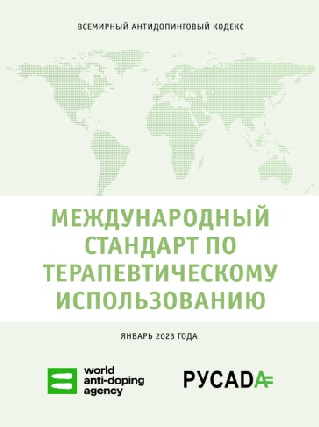 ВСЕМИРНЫЙ АНТИДОПИНГОВЫЙ КОДЕКС
МЕЖДУНАРОДНЫЙ
СТАНДАРТ ПО
ТЕРАПЕВТИЧЕСКОМУ
ИСПОЛЬЗОВАНИЮ
ЯНВАРЬ 2023 ГОДА
world
anti-doping
agency
РУСАДА